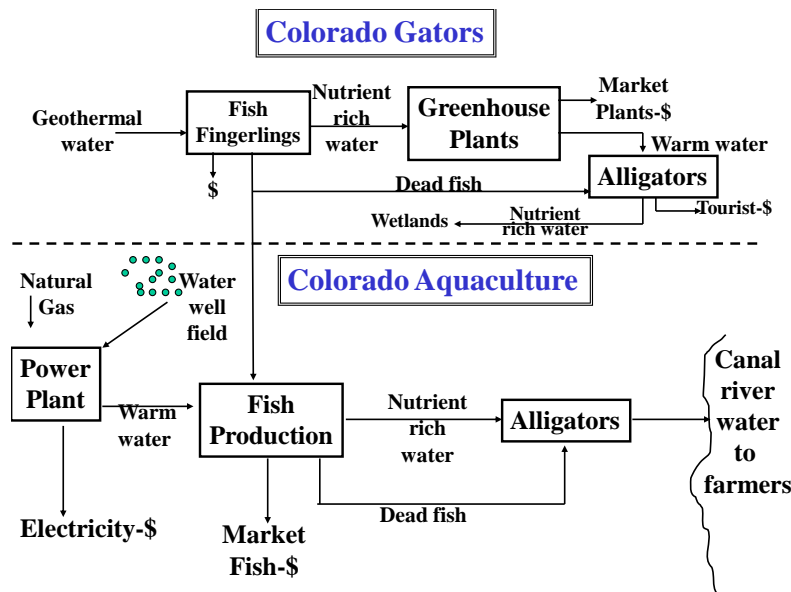 Colorado Gators
Geothermal
water
Fish
Fingerlings
$
Nutrient
rich
water
Greenhouse
Plants
Market
Plants-$
Warm water
Dead fish
Alligators
Tourist-$
Nutrient
rich water
Wetlands
Colorado Aquaculture
Natural
Gas
Water
well
field
Power
Plant
Warm
water
Electricity-$
Fish
Production
Market
Fish-$
Nutrient
rich
water
Dead fish
Alligators
Canal
river
water
to
farmers